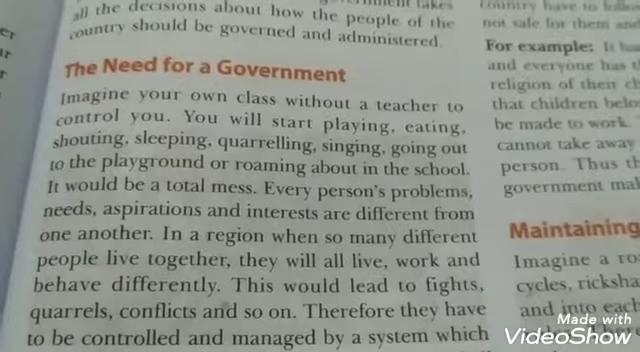 all the decisions about how the people of the
country should be governed and administered.
The Need for a Government
Imagine your own class without a teacher to
control you. You will start playing, eating,
shouting, sleeping, quarrelling, singing, going out
to the playground or roaming about in the school.
It would be a total mess. Every person's problems,
needs, aspirations and interests are different from
one another. In a region when so many different
people live together, they will all live, work and
behave differently. This would lead to fights,
quarrels, conflicts and so on. Therefore they have
to be controlled and managed by a system which
country have to
not safe for them
For example: It
and everyone has
religion of their
that children
be made to work.
cannot take away
person. Thus
government
Maintaining
Imagine a
cycles,
and into each
Made with
VideoShow